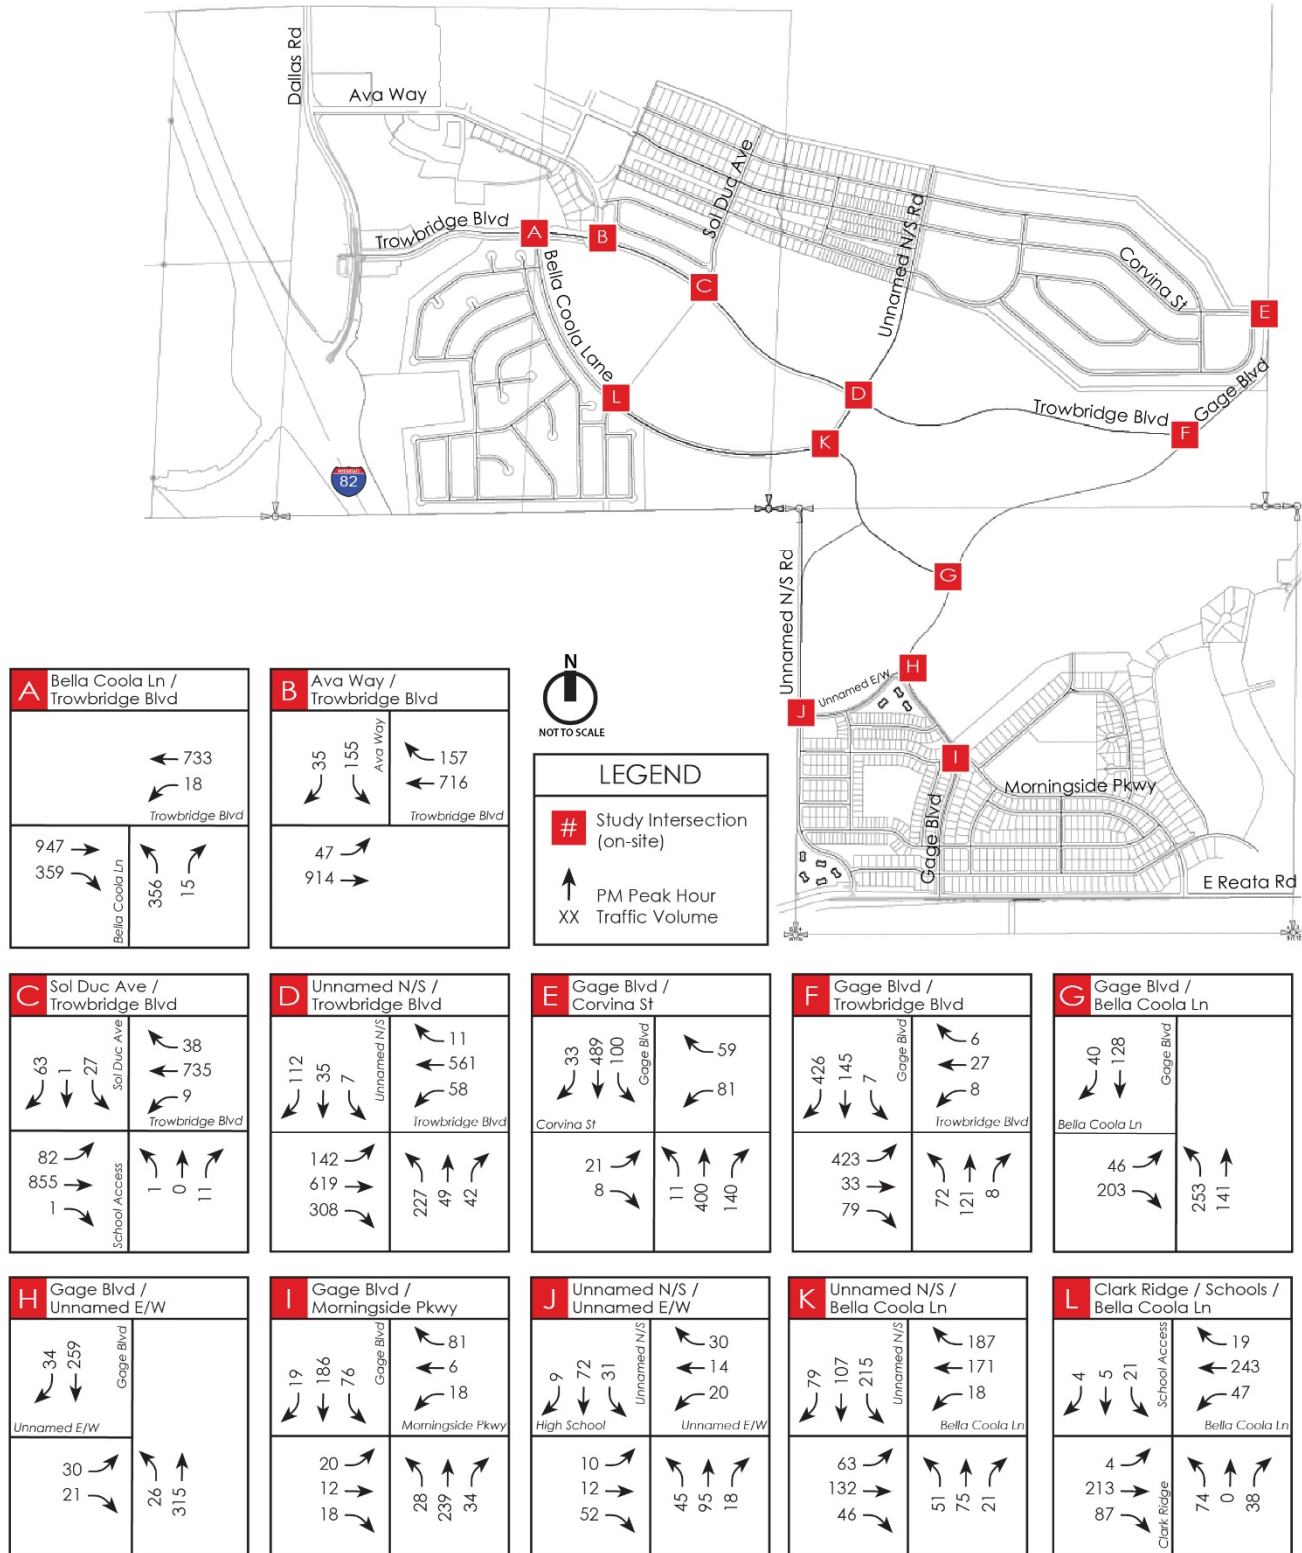 Dallas Rd
Ava Way
Sol Duc Ave
Unnamed N/S Rd
Corvina St
Trowbridge Blvd
A
B
C
E
Bella Coola Lane
Gage Blvd
L
D
Trowbridge Blvd
F
K
INTERSTATE
82
G
Unnamed N/S Rd
H
Unnamed E/W
J
I
Morningside Pkwy
Gage Blvd
E Reata Rd
N
NOT TO SCALE
LEGEND
# Study Intersection
(on-site)
PM Peak Hour
XX Traffic Volume
A Bella Coola Ln /
Trowbridge Blvd
733
18
Trowbridge Blvd
947
359
Bella Coola Ln
356
15
B Ava Way /
Trowbridge Blvd
35
155
Ava Way
157
716
Trowbridge Blvd
47
914
C Sol Duc Ave /
Trowbridge Blvd
63
1
27
Sol Duc Ave
38
735
9
Trowbridge Blvd
82
855
1
School Access
1
0
11
D Unnamed N/S /
Trowbridge Blvd
112
35
7
Unnamed N/S
11
561
58
Trowbridge Blvd
142
619
308
227
49
42
E Gage Blvd /
Corvina St
33
489
100
Gage Blvd
59
81
Corvina St
21
8
11
400
140
F Gage Blvd /
Trowbridge Blvd
426
145
7
Gage Blvd
6
27
8
Trowbridge Blvd
423
33
79
72
121
8
G Gage Blvd /
Bella Coola Ln
40
128
Gage Blvd
Bella Coola Ln
46
203
253
141
H Gage Blvd /
Unnamed E/W
34
259
Gage Blvd
Unnamed E/W
30
21
26
315
I Gage Blvd /
Morningside Pkwy
19
186
76
Gage Blvd
81
6
18
Morningside Pkwy
20
12
18
28
239
34
J Unnamed N/S /
Unnamed E/W
9
72
31
Unnamed N/S
30
14
20
High School
Unnamed E/W
10
12
52
45
95
18
K Unnamed N/S /
Bella Coola Ln
79
107
215
Unnamed N/S
187
171
18
Bella Coola Ln
63
132
46
51
75
21
L Clark Ridge / Schools /
Bella Coola Ln
4
5
21
School Access
19
243
47
Bella Coola Ln
4
213
87
Clark Ridge
74
0
38